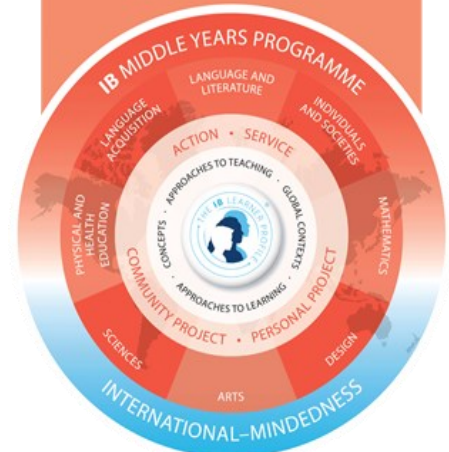 IB MIDDLE YEARS PROGRAMME
LANGUAGE AND
LITERATURE
INDIVIDUALS
AND SOCIETIES
MATHEMATICS
DESIGN
ARTS
SCIENCES
PHYSICAL AND
HEALTH
EDUCATION
LANGUAGE
ACQUISITION
ACTION • SERVICE
PERSONAL PROJECT
•
COMMUNITY PROJECT
APPROACHES TO TEACHING
·
GLOBAL CONTEXTS
·
APPROACHES TO LEARNING
·
CONCEPTS
·
THE IB LEARNER PROFILE
INTERNATIONAL–MINDEDNESS